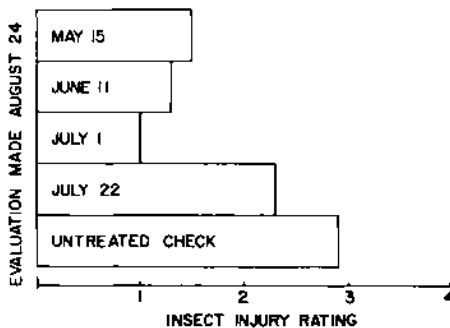 EVALUATION MADE AUGUST 24
MAY 15
JUNE 11
JULY 1
JULY 22
UNTREATED CHECK
1 2 3 4
INSECT INJURY RATING